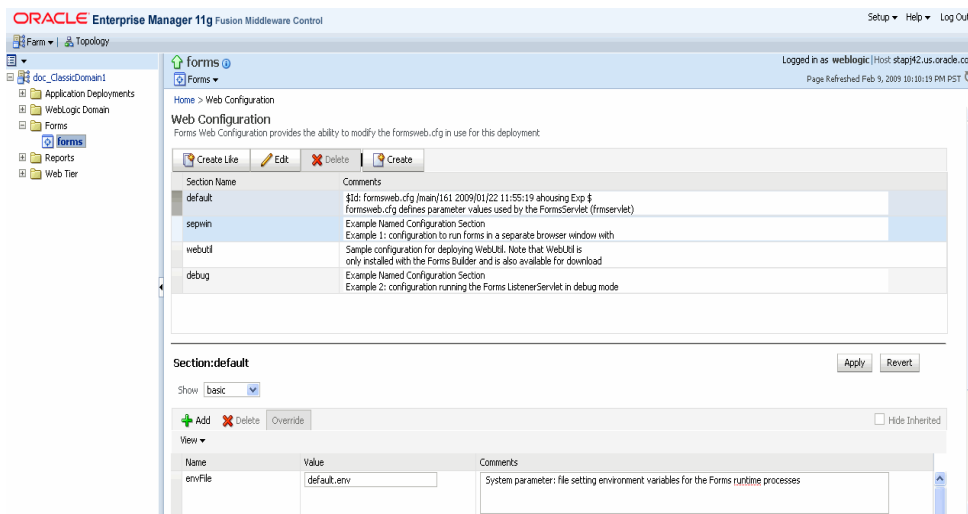 ORACLE Enterprise Manager 11g Fusion Middleware Control
Setup Help Log Out
Farm | Topology
doc_ClassicDomain1
Application Deployments
WebLogic Domain
Forms
forms
Reports
Web Tier
forms
Forms
Logged in as weblogic | Host stapj42.us.oracle.co
Page Refreshed Feb 9, 2009 10:10:19 PM PST
Home > Web Configuration
Web Configuration
Forms Web Configuration provides the ability to modify the formsweb.cfg in use for this deployment
Create Like Edit Delete Create
Section Name Comments
default $Id: formsweb.cfg /main/161 2009/01/22 11:55:19 ahousing Exp $
formsweb.cfg defines parameter values used by the FormsServlet (frmservlet)
sepwin Example Named Configuration Section
Example 1: configuration to run forms in a separate browser window with
webutil Sample configuration for deploying WebUtil. Note that WebUtil is
only installed with the Forms Builder and is also available for download
debug Example Named Configuration Section
Example 2: configuration running the Forms ListenerServlet in debug mode
Section:default
Apply Revert
Show basic
Add Delete Override Hide Inherited
View
Name Value Comments
envFile default.env System parameter: file setting environment variables for the Forms runtime processes